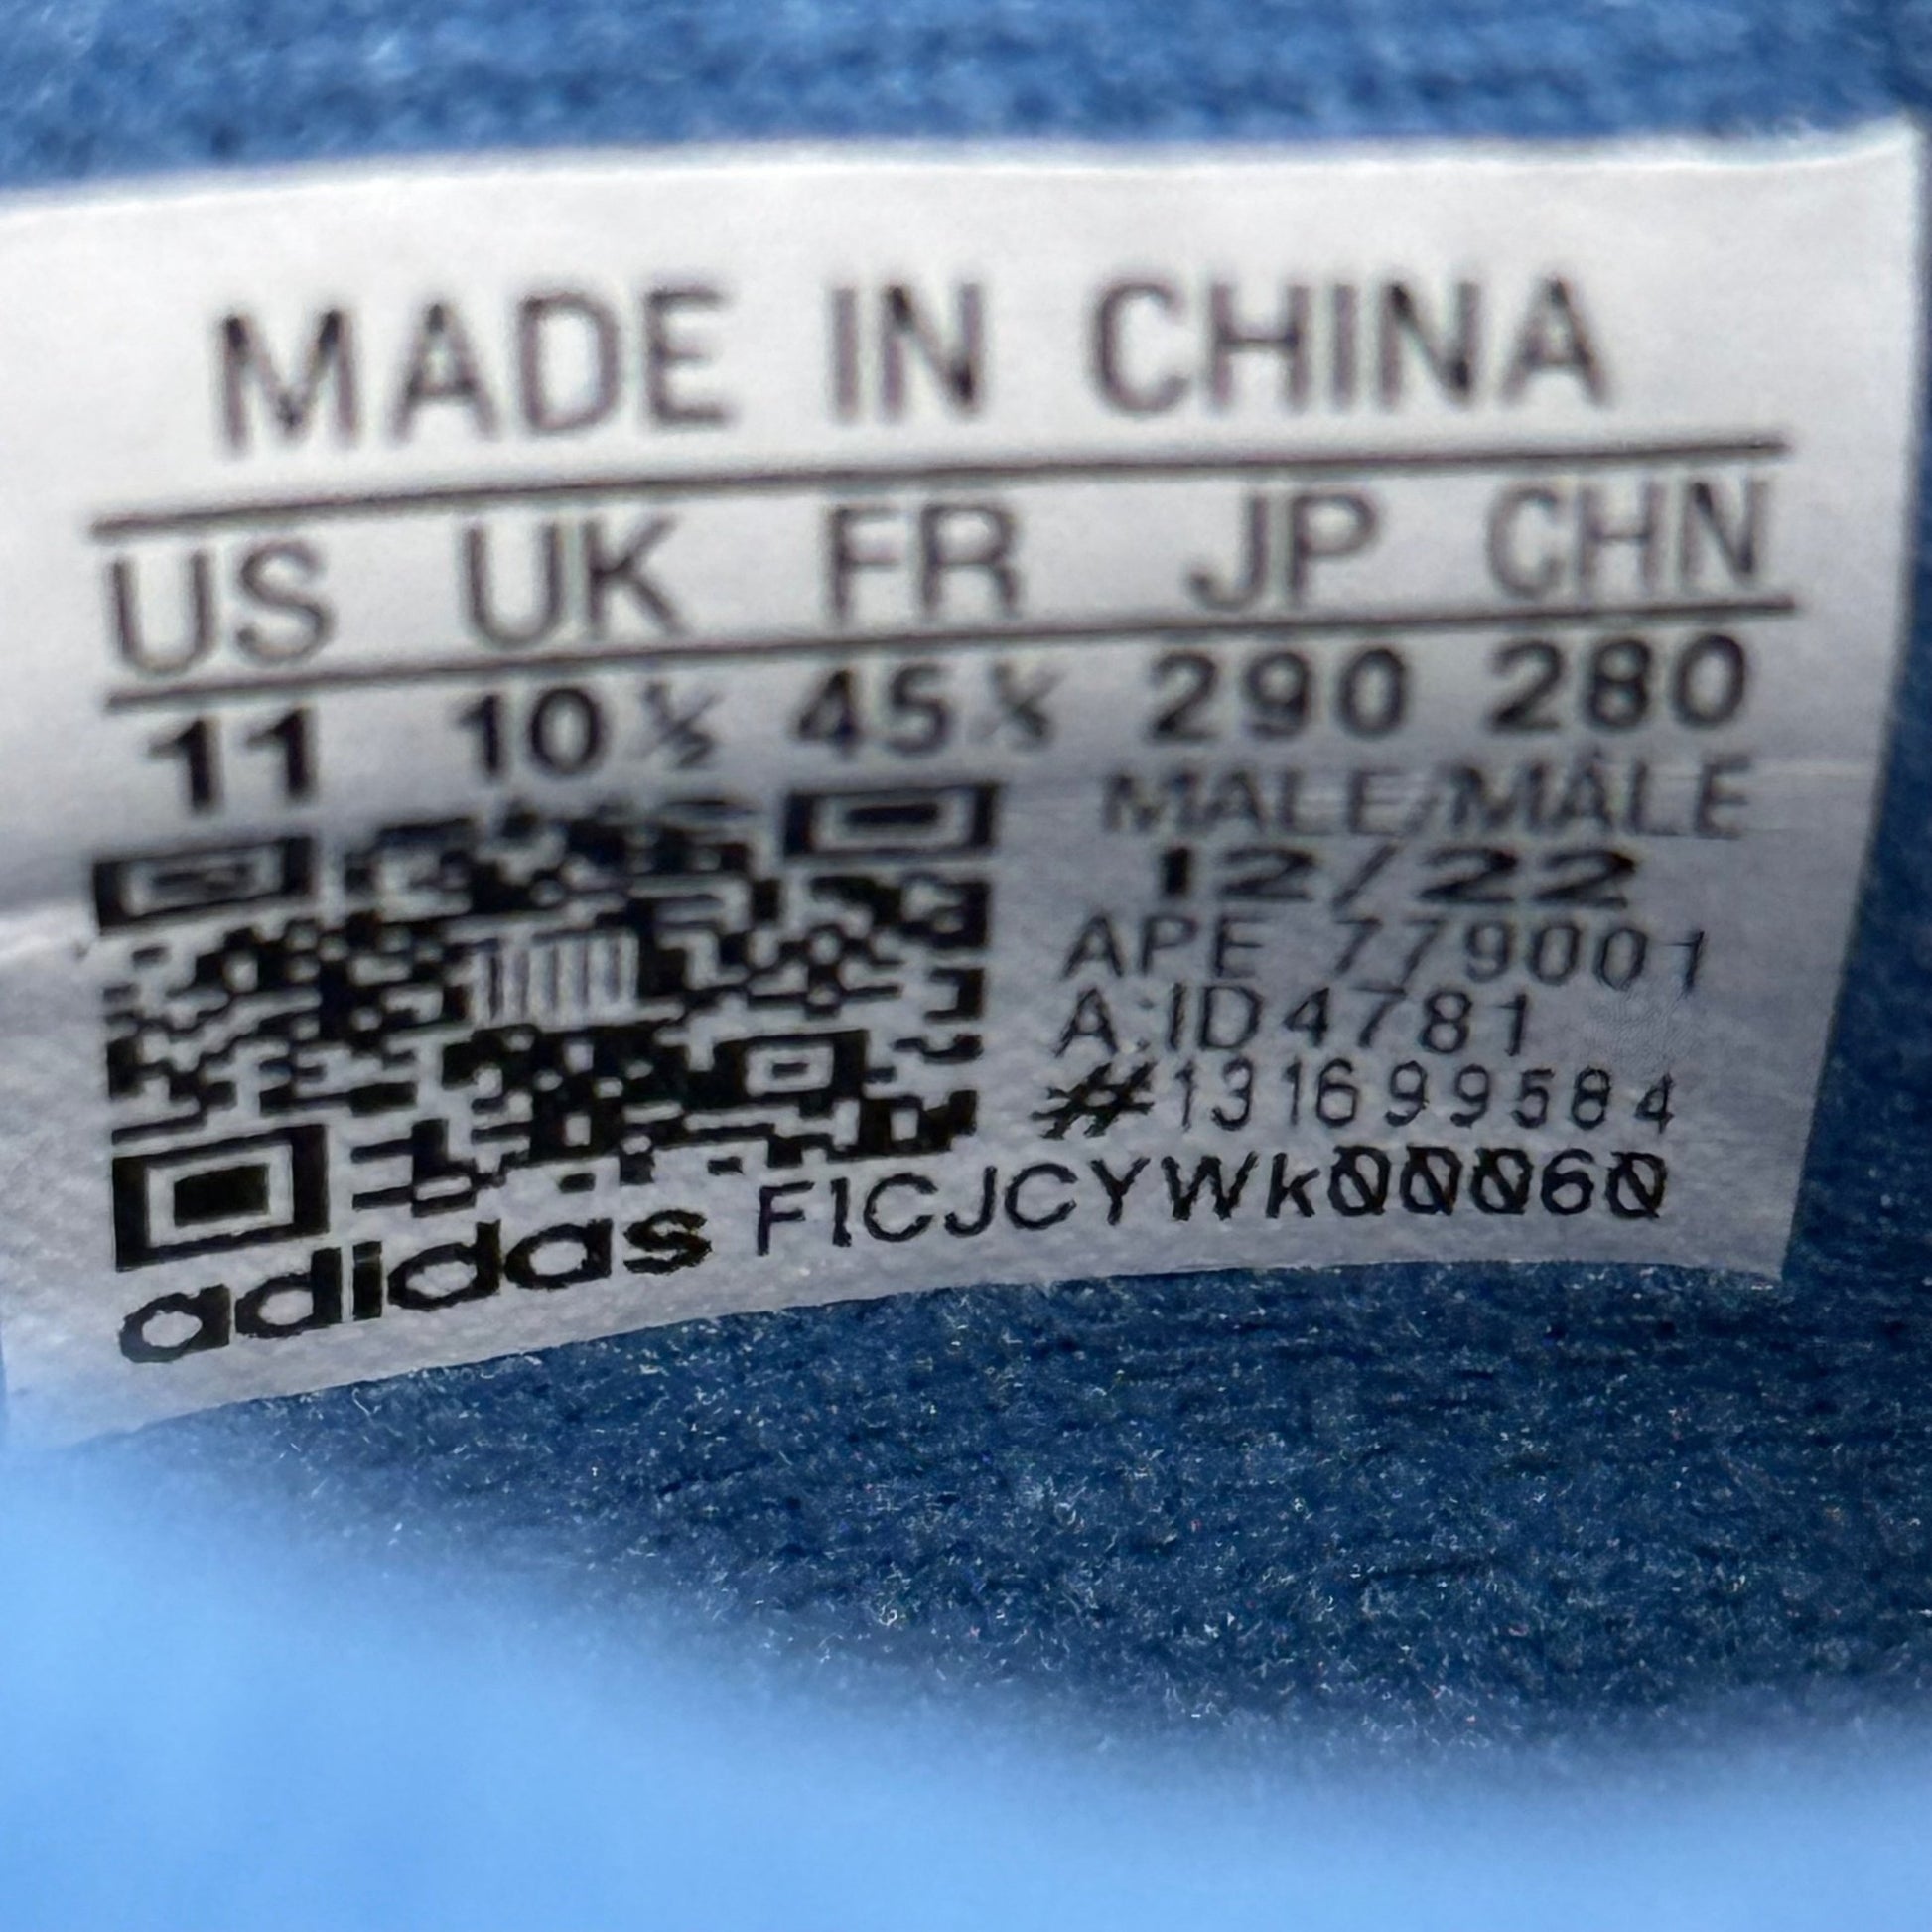 MADE IN CHINA
US UK FR JP CHN
11 10½ 45⅓ 290 280
MALE/MÂLE
12/22
APE 779001
A:ID4781
#131699584
adidas F1CJCYWk00060